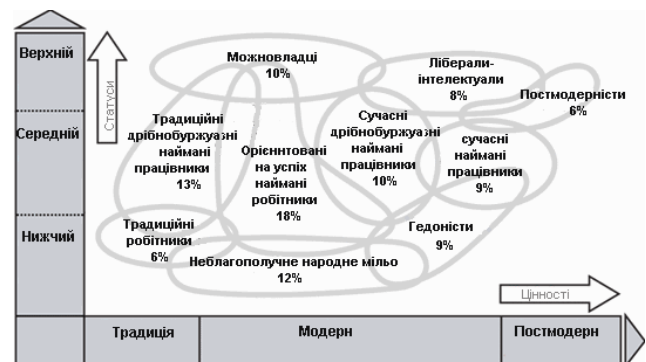 Верхній
Середній
Нижчий
Статуси
Можновладці
10%
Ліберали-
інтелектуали
8%
Постмодерністи
6%
Традиційні
дрібнобуржуазні
наймані
працівники
13%
Орієнтовані
на успіх
наймані
робітники
18%
Сучасні
дрібнобуржуазні
наймані
працівники
10%
сучасні
наймані
працівники
9%
Традиційні
робітники
6%
Гедоністи
9%
Неблагополучне народне мільо
12%
Цінності
Традиція
Модерн
Постмодерн